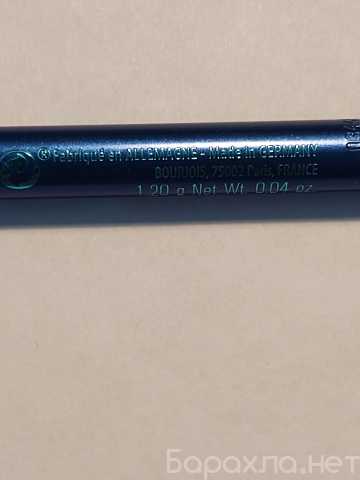 Fabriqué en ALLEMAGNE - Made in GERMANY
BOURJOIS, 75002 Paris, FRANCE
1.20 g Net Wt. 0.04 oz
Барахла.нет